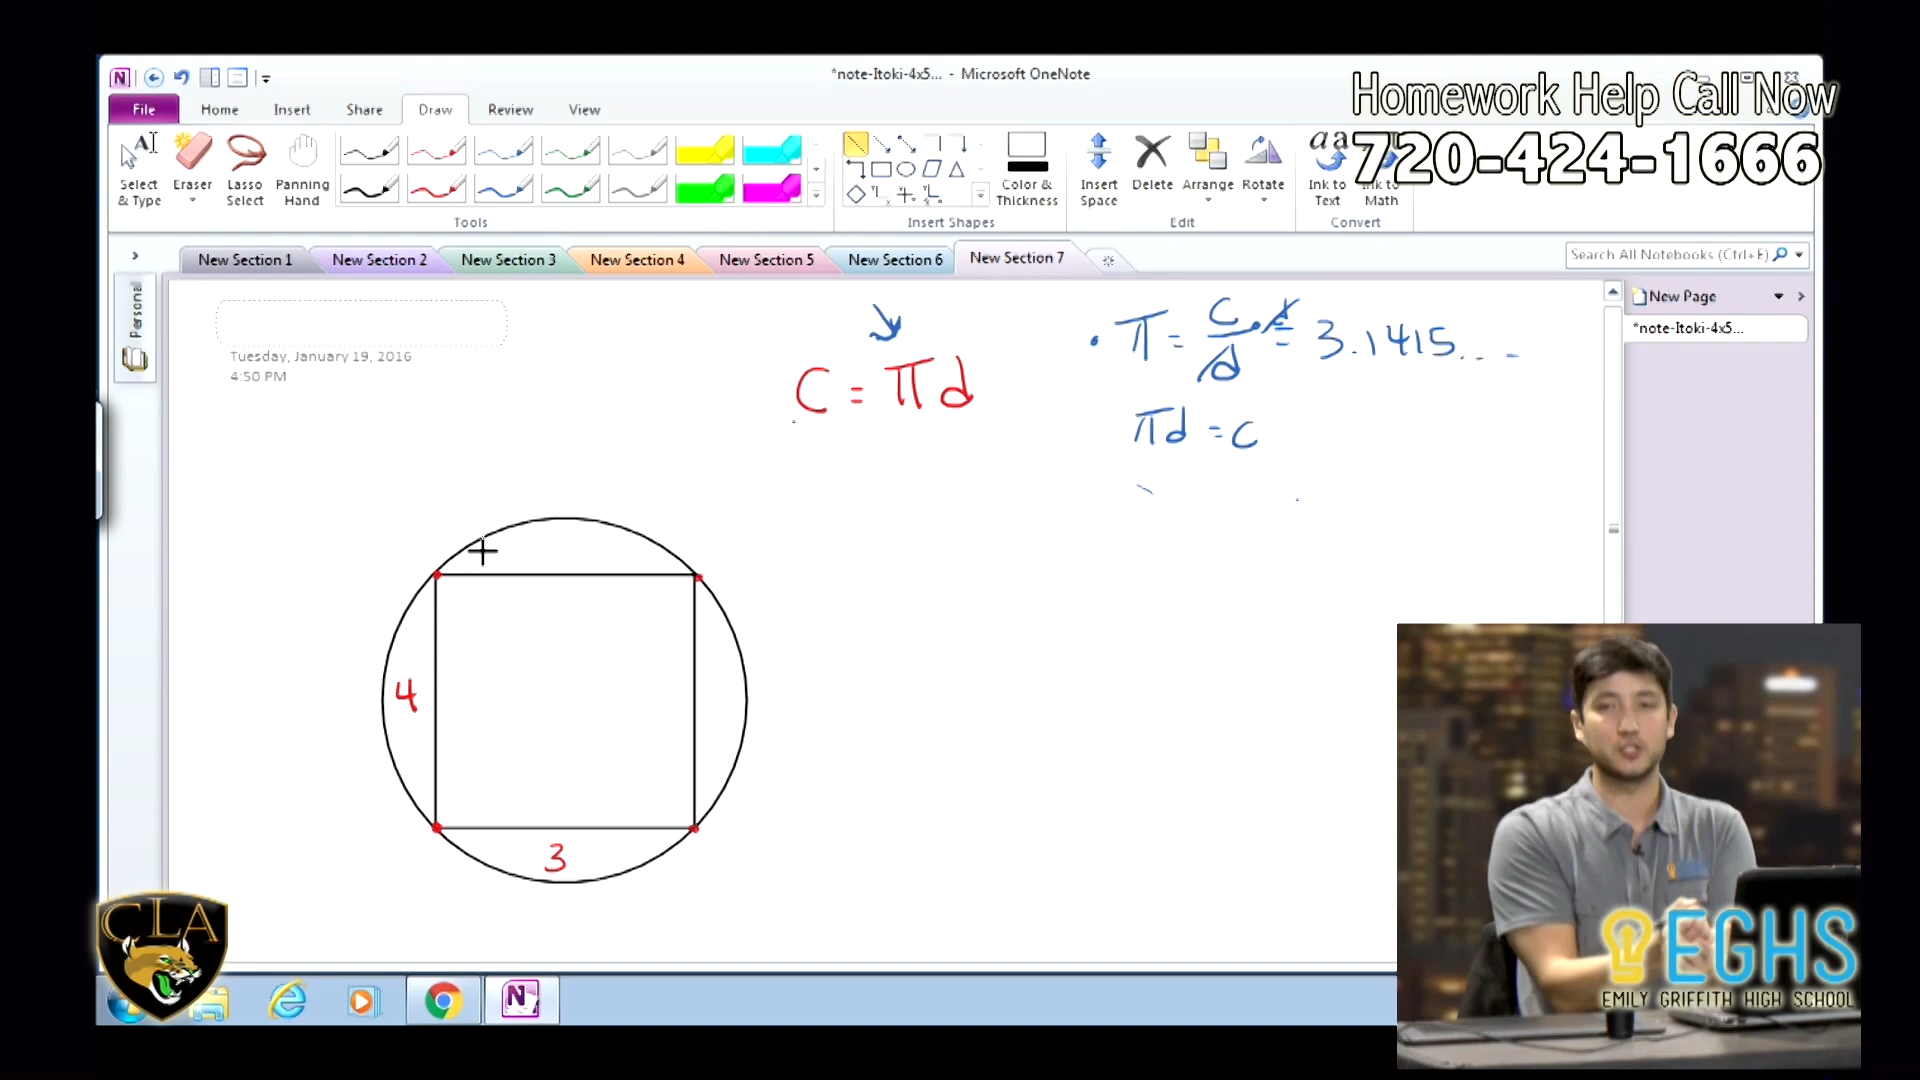 *note-Itoki-4x5... - Microsoft OneNote
Homework Help Call Now
720-424-1666
File Home Insert Share Draw Review View
Select & Type
Eraser
Lasso Select
Panning Hand
Color & Thickness
Insert Space
Delete
Arrange
Rotate
Ink to Text
Ink to Math
Tools
Insert Shapes
Edit
Convert
New Section 1 New Section 2 New Section 3 New Section 4 New Section 5 New Section 6 New Section 7
Search All Notebooks (Ctrl+E)
Personal
New Page
*note-Itoki-4x5...
Tuesday, January 19, 2016
4:50 PM
C = πd
π = C/d · d = 3.1415...
πd = C
4
3
CLA
EGHS
EMILY GRIFFITH HIGH SCHOOL